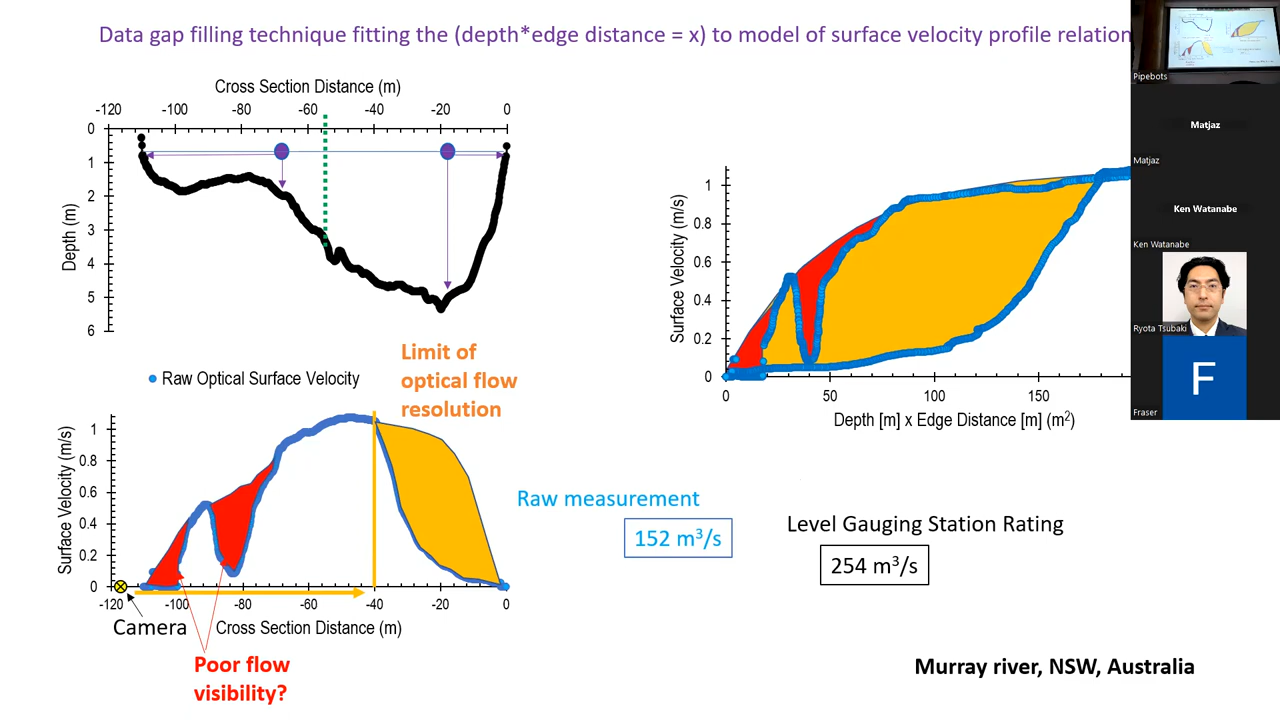 Data gap filling technique fitting the (depth*edge distance = x) to model of surface velocity profile relation
Pipebots
Matjaz
Matjaz
Ken Watanabe
Ken Watanabe
Ryota Tsubaki
F
Fraser
Cross Section Distance (m)
-120 -100 -80 -60 -40 -20 0
Depth (m)
0
1
2
3
4
5
6
Surface Velocity (m/s)
1
0.8
0.6
0.4
0.2
0
0 50 100 150
Depth [m] x Edge Distance [m] (m²)
Limit of
optical flow
resolution
Raw Optical Surface Velocity
Surface Velocity (m/s)
1
0.8
0.6
0.4
0.2
0
-120 -100 -80 -60 -40 -20 0
Camera
Cross Section Distance (m)
Poor flow
visibility?
Raw measurement
152 m³/s
Level Gauging Station Rating
254 m³/s
Murray river, NSW, Australia